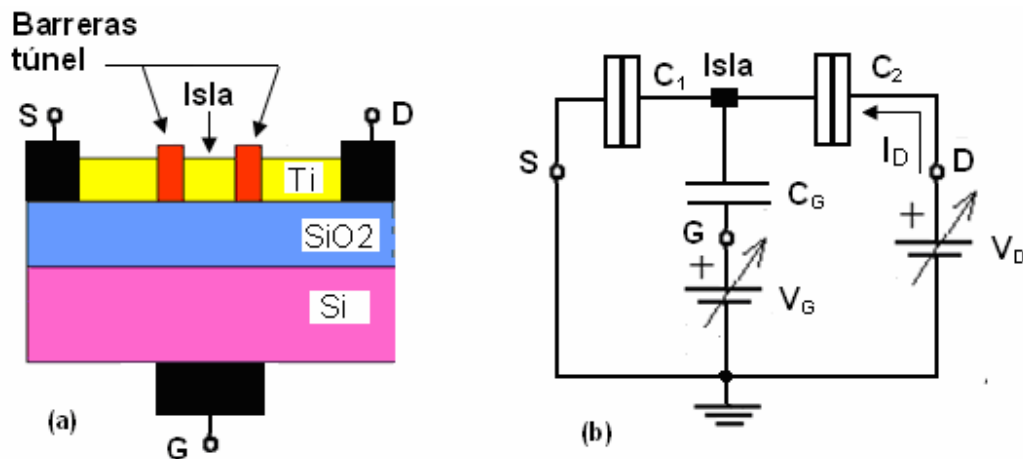 Barreras
túnel
Isla
S
D
Ti
SiO2
Si
(a)
G
C1
Isla
C2
S
ID
D
CG
G
+
+
VD
VG
(b)